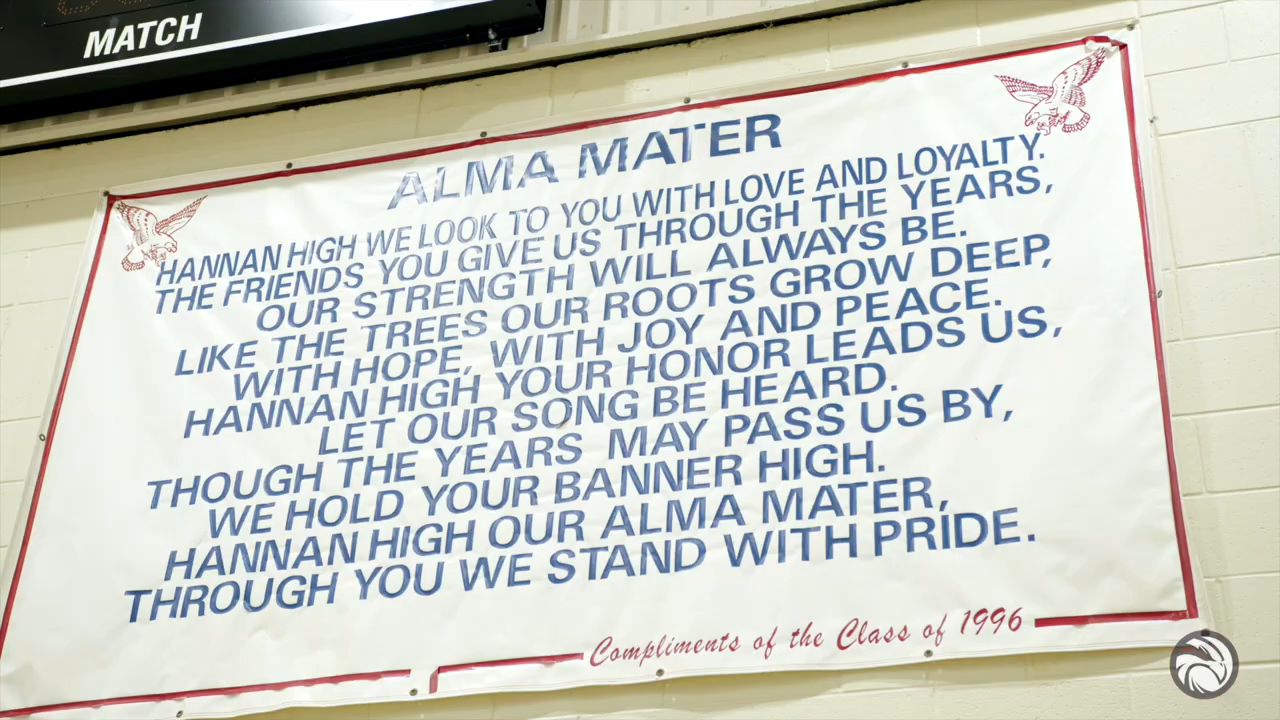 MATCH
ALMA MATER
HANNAN HIGH WE LOOK TO YOU WITH LOVE AND LOYALTY.
THE FRIENDS YOU GIVE US THROUGH THE YEARS,
OUR STRENGTH WILL ALWAYS BE.
LIKE THE TREES OUR ROOTS GROW DEEP,
WITH HOPE, WITH JOY AND PEACE.
HANNAN HIGH YOUR HONOR LEADS US,
LET OUR SONG BE HEARD.
THOUGH THE YEARS MAY PASS US BY,
WE HOLD YOUR BANNER HIGH.
HANNAN HIGH OUR ALMA MATER,
THROUGH YOU WE STAND WITH PRIDE.
Compliments of the Class of 1996